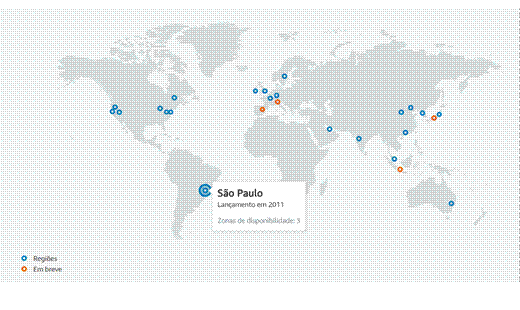 São Paulo
Lançamento em 2011
Zonas de disponibilidade: 3
Regiões
Em breve